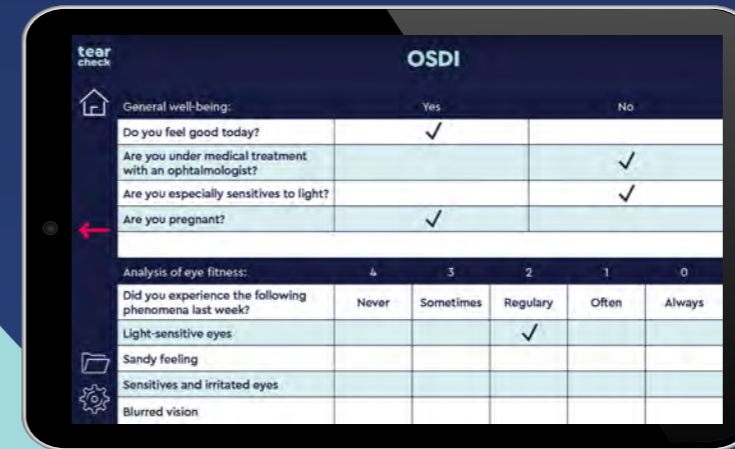 tear
check
OSDI
General well-being: Yes No
Do you feel good today?
Are you under medical treatment
with an ophtalmologist?
Are you especially sensitives to light?
Are you pregnant?
Analysis of eye fitness: 4 3 2 1 0
Did you experience the following
phenomena last week?
Never Sometimes Regulary Often Always
Light-sensitive eyes
Sandy feeling
Sensitives and irritated eyes
Blurred vision